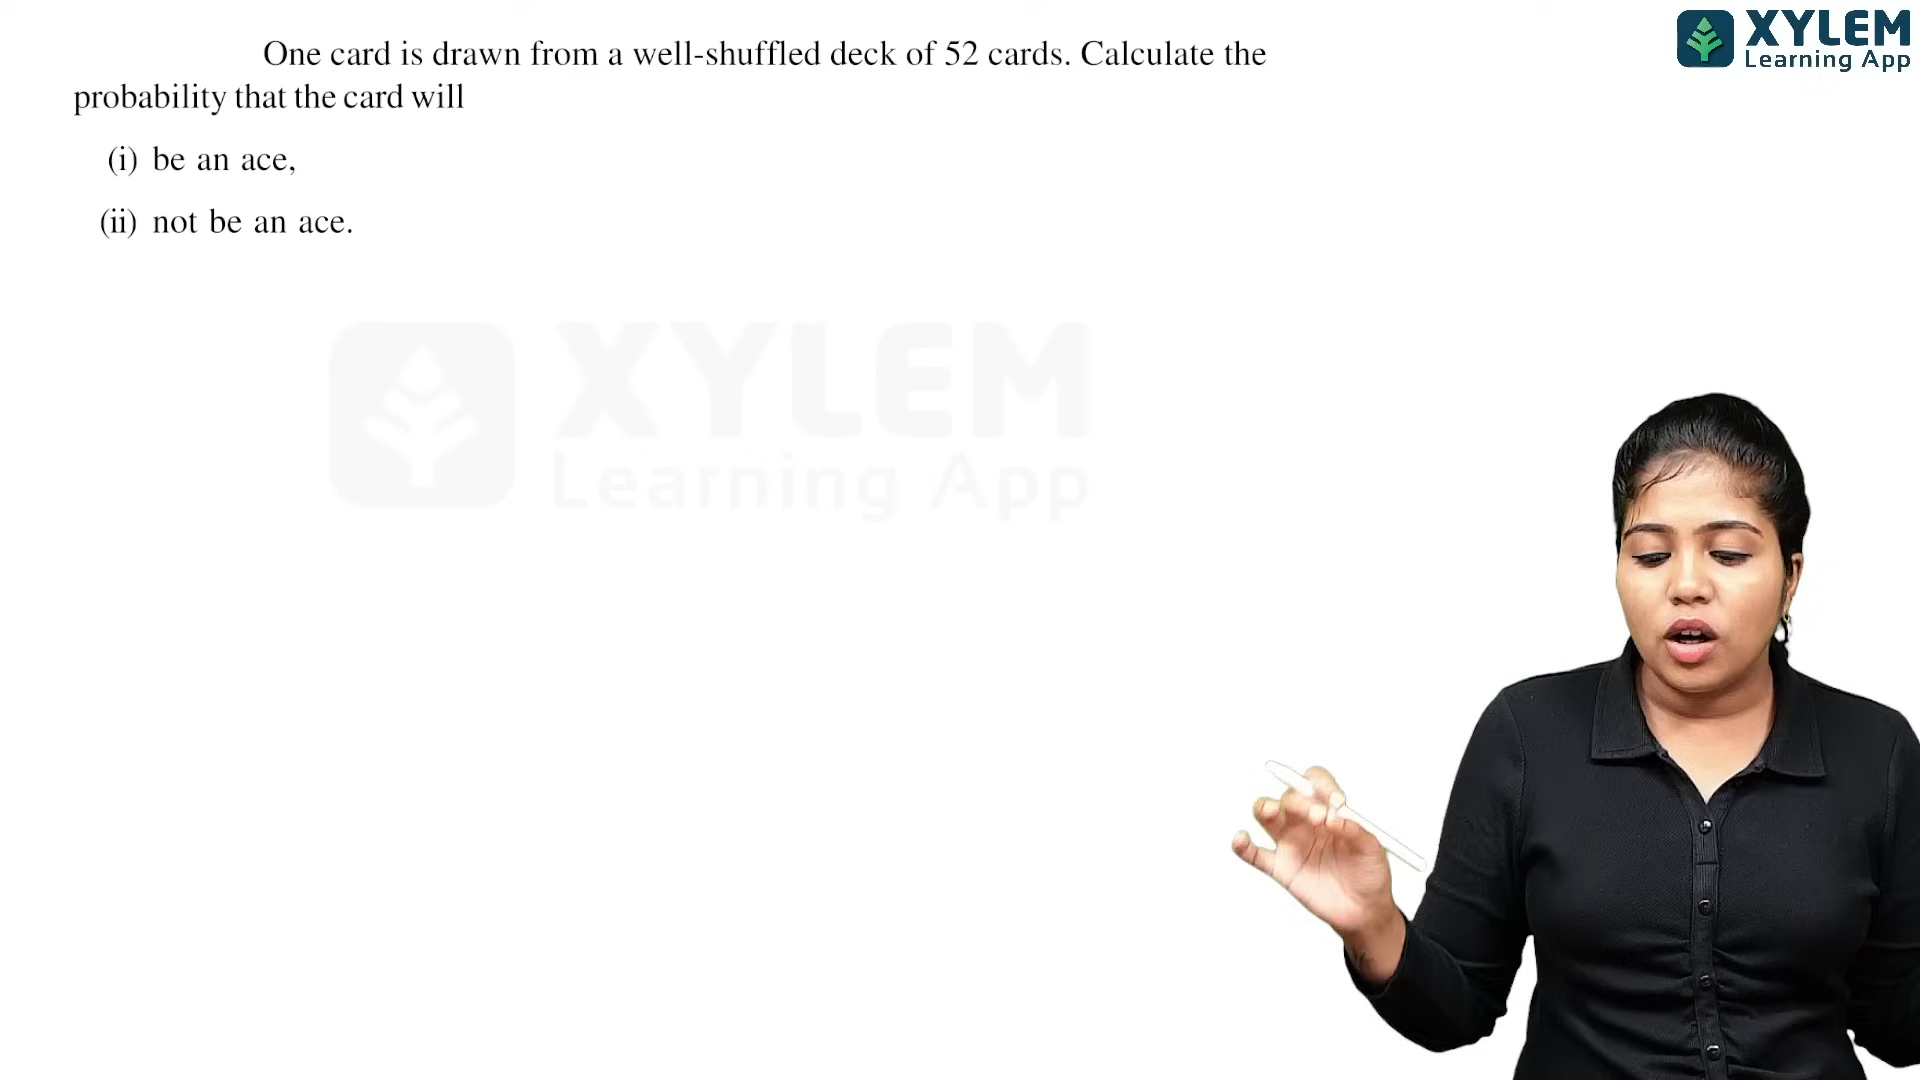 XYLEM
Learning App
One card is drawn from a well-shuffled deck of 52 cards. Calculate the
probability that the card will
(i) be an ace,
(ii) not be an ace.
XYLEM
Learning App